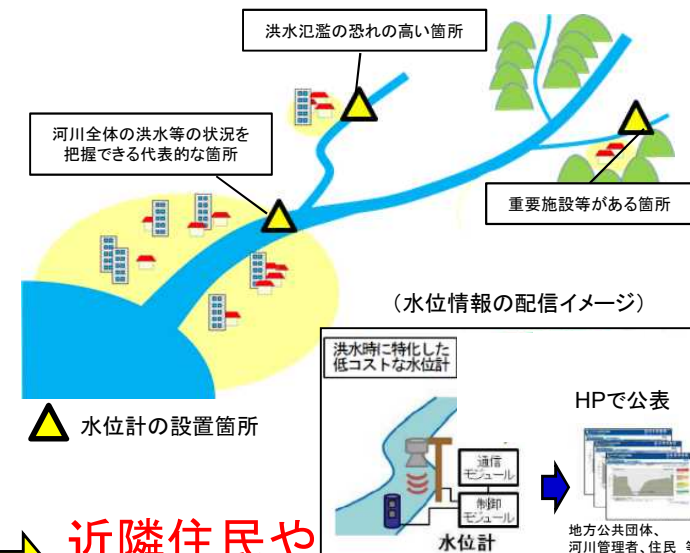 洪水氾濫の恐れの高い箇所
河川全体の洪水等の状況を
把握できる代表的な箇所
重要施設等がある箇所
(水位情報の配信イメージ)
洪水時に特化した
低コストな水位計
HPで公表
水位計の設置箇所
通信
モジュール
制御
モジュール
水位計
地方公共団体、
河川管理者、住民
近隣住民や